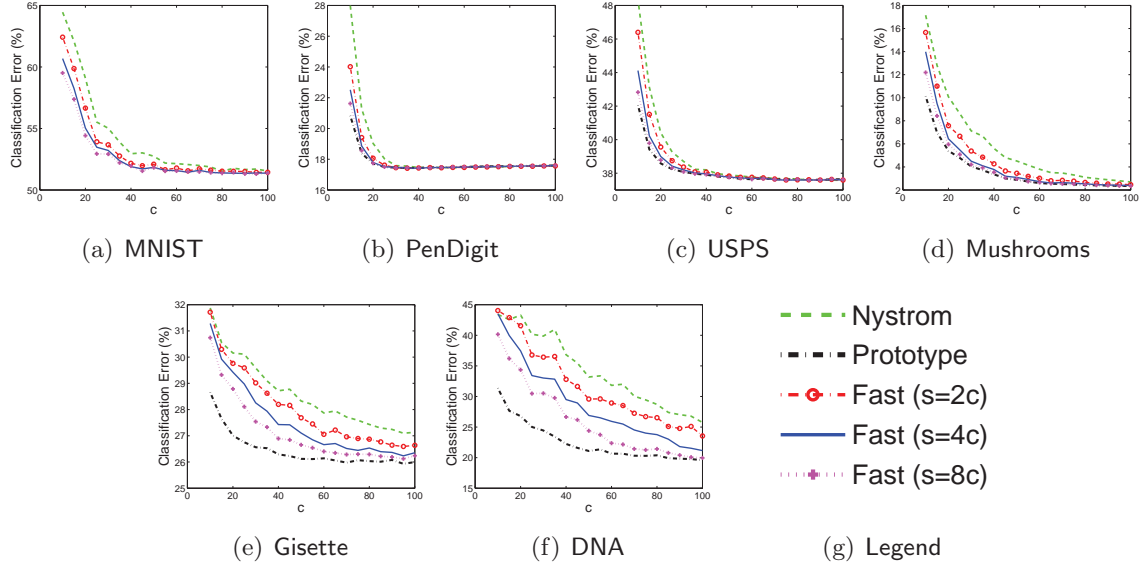 65
60
55
50
0 20 40 60 80 100
c
Classification Error (%)
(a) MNIST
28
26
24
22
20
18
16
0 20 40 60 80 100
c
Classification Error (%)
(b) PenDigit
48
46
44
42
40
38
0 20 40 60 80 100
c
Classification Error (%)
(c) USPS
18
16
14
12
10
8
6
4
2
0 20 40 60 80 100
c
Classification Error (%)
(d) Mushrooms
32
31
30
29
28
27
26
25
0 20 40 60 80 100
c
Classification Error (%)
(e) Gisette
45
40
35
30
25
20
15
0 20 40 60 80 100
c
Classification Error (%)
(f) DNA
Nystrom
Prototype
Fast (s=2c)
Fast (s=4c)
Fast (s=8c)
(g) Legend